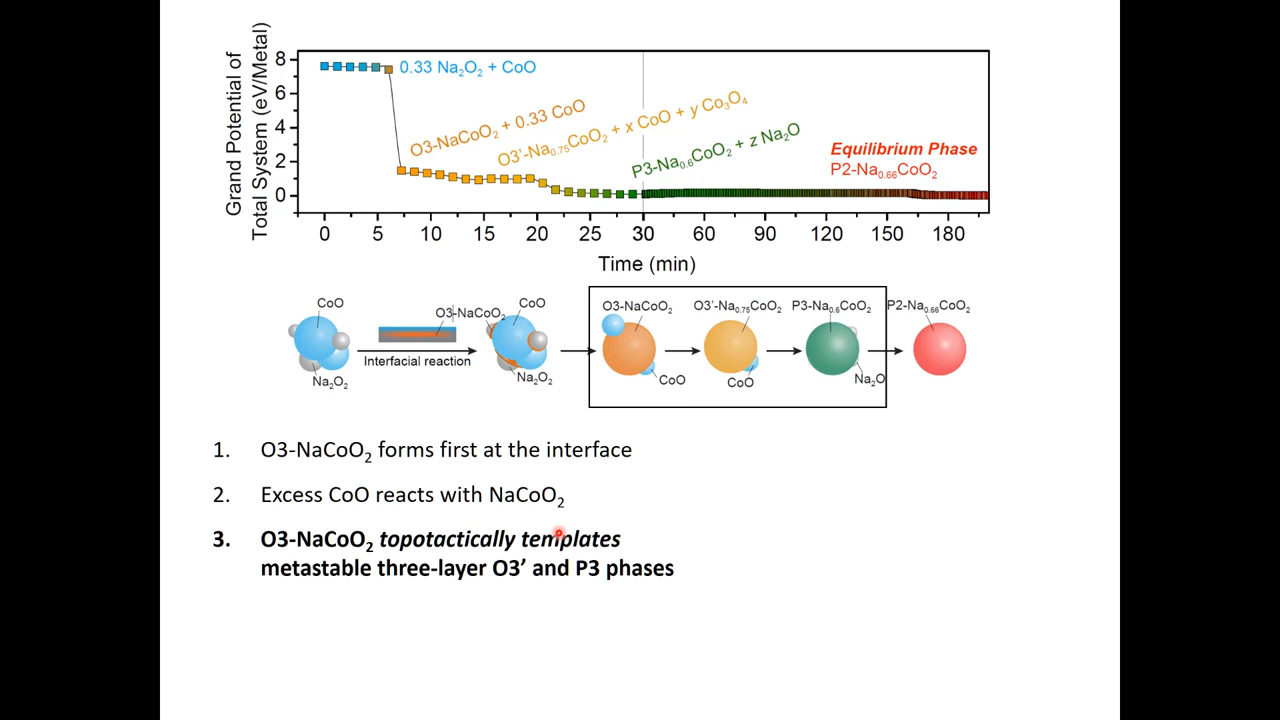 Grand Potential of
Total System (eV/Metal)
8
6
4
2
0
0.33 Na₂O₂ + CoO
O3-NaCoO₂ + 0.33 CoO
O3'-Na₀.₇₅CoO₂ + x CoO + y Co₃O₄
P3-Na₀.₆CoO₂ + z Na₂O
Equilibrium Phase
P2-Na₀.₆₆CoO₂
0 5 10 15 20 25 30 60 90 120 150 180
Time (min)
CoO
Na₂O₂
O3-NaCoO₂
Interfacial reaction
CoO
Na₂O₂
O3-NaCoO₂
CoO
O3'-Na₀.₇₅CoO₂
CoO
P3-Na₀.₆CoO₂
Na₂O
P2-Na₀.₆₆CoO₂
1. O3-NaCoO₂ forms first at the interface
2. Excess CoO reacts with NaCoO₂
3. O3-NaCoO₂ topotactically templates
metastable three-layer O3’ and P3 phases